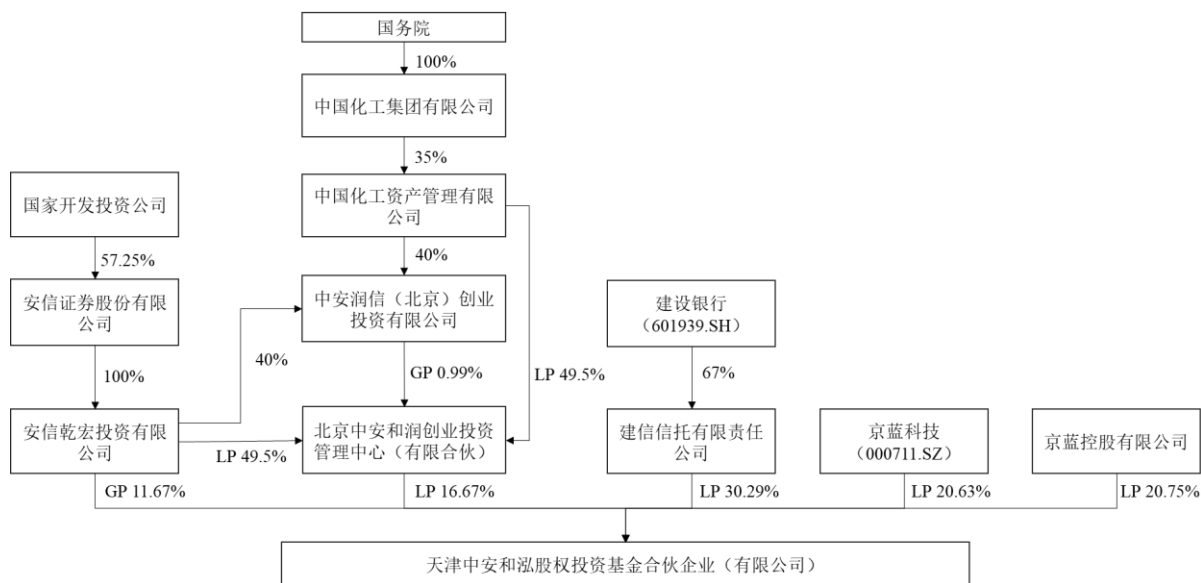 国务院
100%
中国化工集团有限公司
35%
国家开发投资公司
中国化工资产管理有限
公司
57.25%
40%
安信证券股份有限
公司
中安润信（北京）创业
投资有限公司
建设银行
（601939.SH）
100%
40%
GP 0.99%
LP 49.5%
67%
安信乾宏投资有限
公司
LP 49.5%
北京中安和润创业投资
管理中心（有限合伙）
建信信托有限责任
公司
京蓝科技
（000711.SZ）
京蓝控股有限公司
GP 11.67%
LP 16.67%
LP 30.29%
LP 20.63%
LP 20.75%
天津中安和泓股权投资基金合伙企业（有限公司）